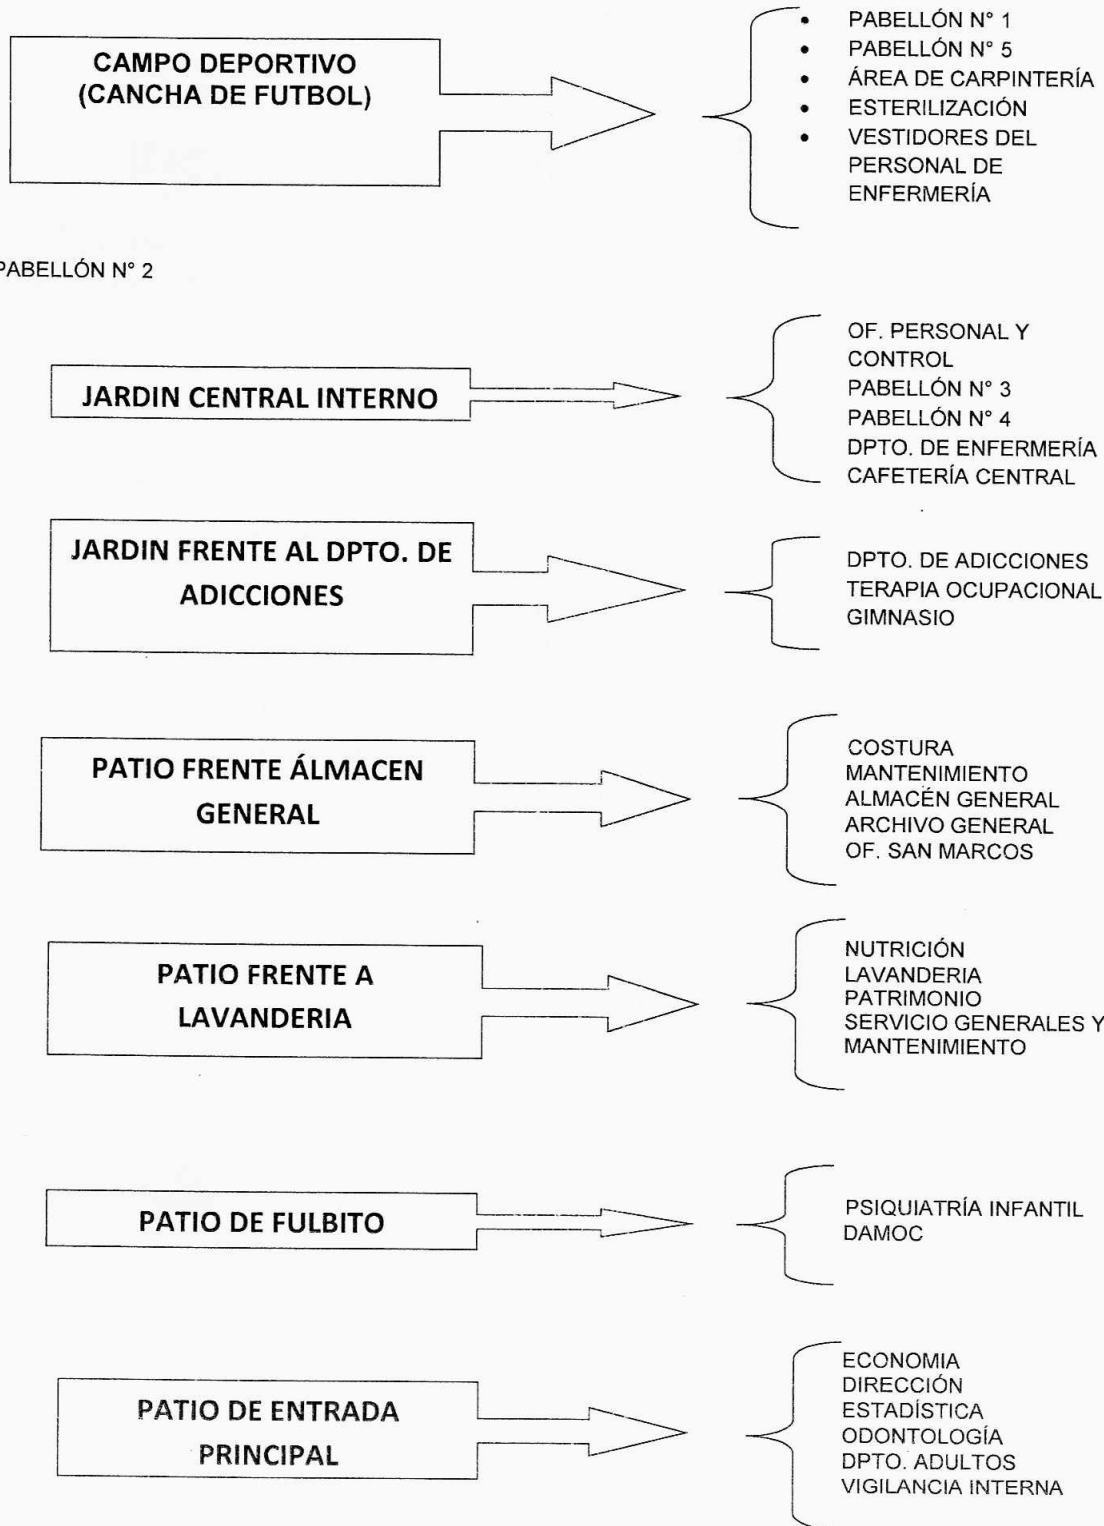 CAMPO DEPORTIVO
(CANCHA DE FUTBOL)
• PABELLÓN N° 1
• PABELLÓN N° 5
• ÁREA DE CARPINTERÍA
• ESTERILIZACIÓN
• VESTIDORES DEL
PERSONAL DE
ENFERMERÍA
PABELLÓN N° 2
JARDIN CENTRAL INTERNO
OF. PERSONAL Y
CONTROL
PABELLÓN N° 3
PABELLÓN N° 4
DPTO. DE ENFERMERÍA
CAFETERÍA CENTRAL
JARDIN FRENTE AL DPTO. DE
ADICCIONES
DPTO. DE ADICCIONES
TERAPIA OCUPACIONAL
GIMNASIO
PATIO FRENTE ÁLMACEN
GENERAL
COSTURA
MANTENIMIENTO
ALMACÉN GENERAL
ARCHIVO GENERAL
OF. SAN MARCOS
PATIO FRENTE A
LAVANDERIA
NUTRICIÓN
LAVANDERIA
PATRIMONIO
SERVICIO GENERALES Y
MANTENIMIENTO
PATIO DE FULBITO
PSIQUIATRÍA INFANTIL
DAMOC
PATIO DE ENTRADA
PRINCIPAL
ECONOMIA
DIRECCIÓN
ESTADÍSTICA
ODONTOLOGÍA
DPTO. ADULTOS
VIGILANCIA INTERNA